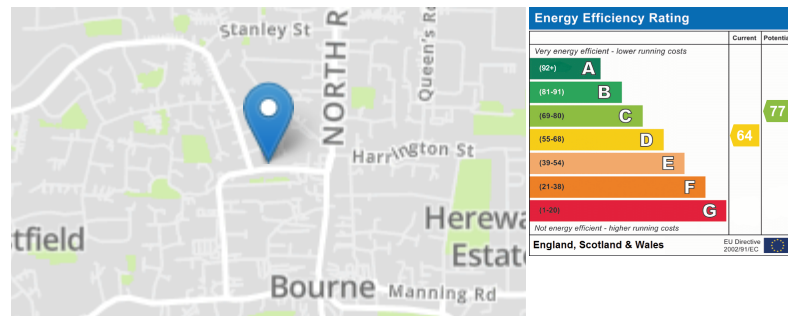 Stanley St
NORTH R
Queen's Ro
Harrington St
Herewa
Estat
tfield
Bourne
Manning Rd
Energy Efficiency Rating
Current Potentia
Very energy efficient - lower running costs
(92+) A
(81-91) B
(69-80) C
77
(55-68) D
64
(39-54) E
(21-38) F
(1-20) G
Not energy efficient - higher running costs
England, Scotland & Wales
EU Directive
2002/91/EC